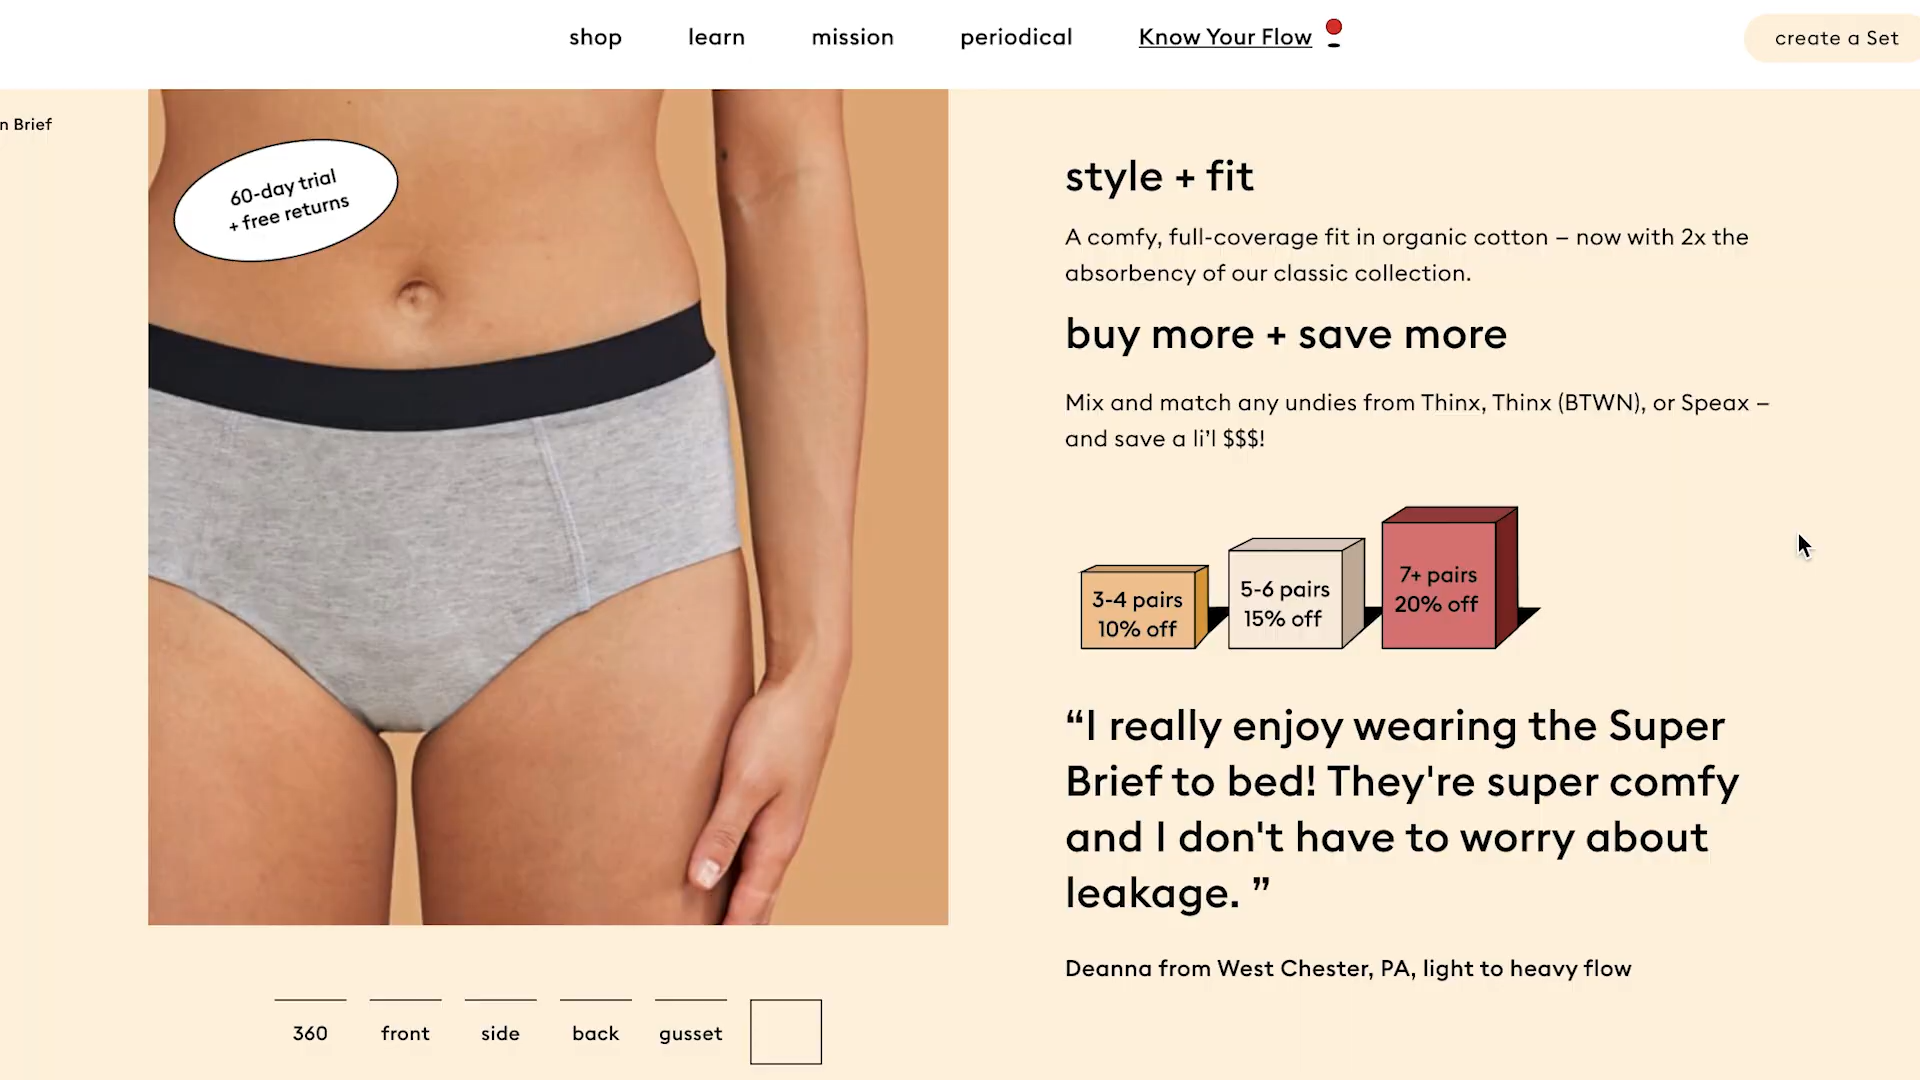 shop
learn
mission
periodical
Know Your Flow
create a Set
n Brief
60-day trial
+ free returns
style + fit
A comfy, full-coverage fit in organic cotton – now with 2x the
absorbency of our classic collection.
buy more + save more
Mix and match any undies from Thinx, Thinx (BTWN), or Speax –
and save a li’l $$$!
3-4 pairs
10% off
5-6 pairs
15% off
7+ pairs
20% off
“I really enjoy wearing the Super
Brief to bed! They're super comfy
and I don't have to worry about
leakage. ”
Deanna from West Chester, PA, light to heavy flow
360
front
side
back
gusset